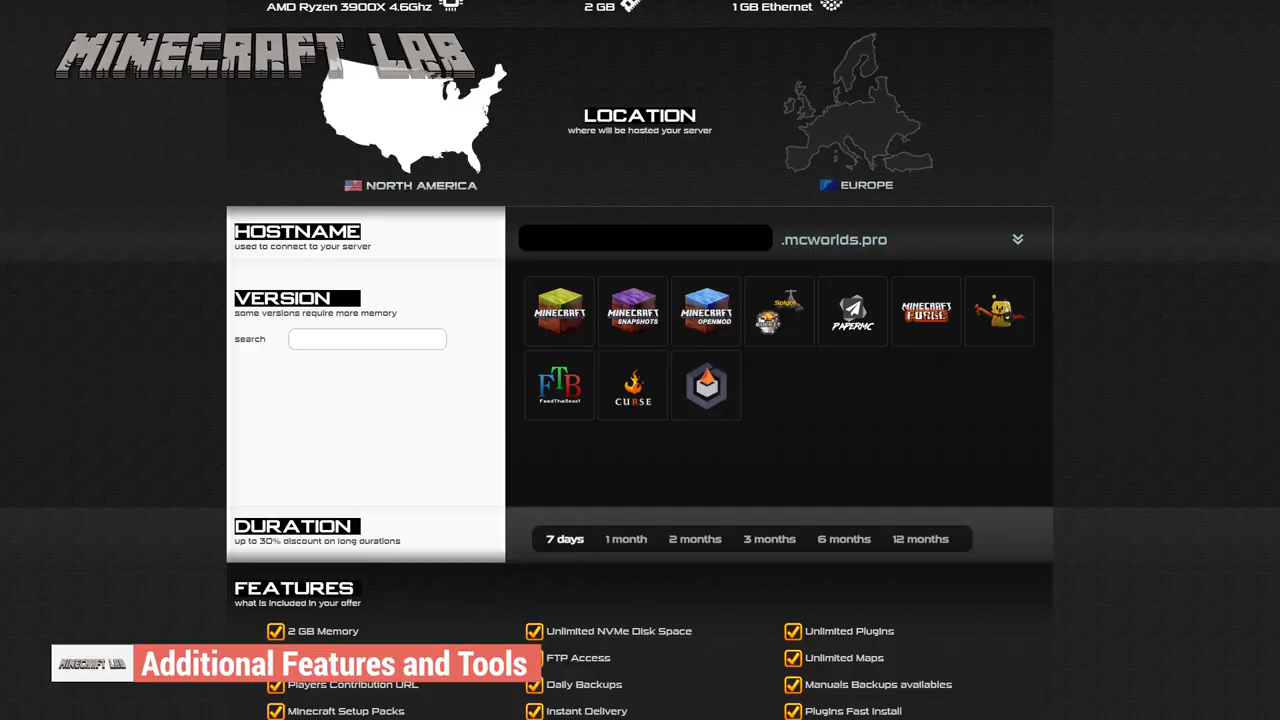 AMD Ryzen 3900X 4.6Ghz 2 GB 1 GB Ethernet
MINECRAFT LAB
LOCATION
where will be hosted your server
NORTH AMERICA EUROPE
HOSTNAME
used to connect to your server
.mcworlds.pro
VERSION
some versions require more memory
search
MINECRAFT MINECRAFT SNAPSHOTS MINECRAFT OPENMOD Spigot BUKKIT PAPERMC MINECRAFT FORGE
FTB FeedTheBeast CURSE
DURATION
up to 30% discount on long durations
7 days 1 month 2 months 3 months 6 months 12 months
FEATURES
what is included in your offer
2 GB Memory Unlimited NVMe Disk Space Unlimited Plugins
MINECRAFT LAB Additional Features and Tools FTP Access Unlimited Maps
Players Contribution URL Daily Backups Manuals Backups available
Minecraft Setup Packs Instant Delivery Plugins Fast Install